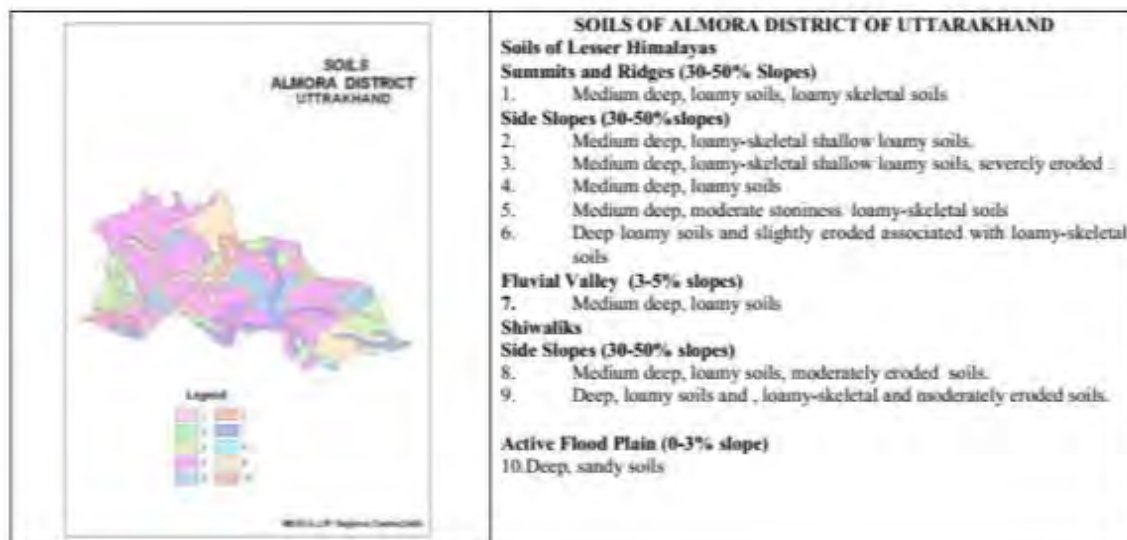 SOILS
ALMORA DISTRICT
UTTRAKHAND
Legend
SOILS OF ALMORA DISTRICT OF UTTARAKHAND
Soils of Lesser Himalayas
Summits and Ridges (30-50% Slopes)
1. Medium deep, loamy soils, loamy skeletal soils
Side Slopes (30-50%slopes)
2. Medium deep, loamy-skeletal shallow loamy soils.
3. Medium deep, loamy-skeletal shallow loamy soils, severely eroded .
4. Medium deep, loamy soils
5. Medium deep, moderate stoniness loamy-skeletal soils
6. Deep loamy soils and slightly eroded associated with loamy-skeletal
soils
Fluvial Valley (3-5% slopes)
7. Medium deep, loamy soils
Shiwaliks
Side Slopes (30-50% slopes)
8. Medium deep, loamy soils, moderately eroded soils.
9. Deep, loamy soils and , loamy-skeletal and moderately eroded soils.
Active Flood Plain (0-3% slope)
10.Deep, sandy soils